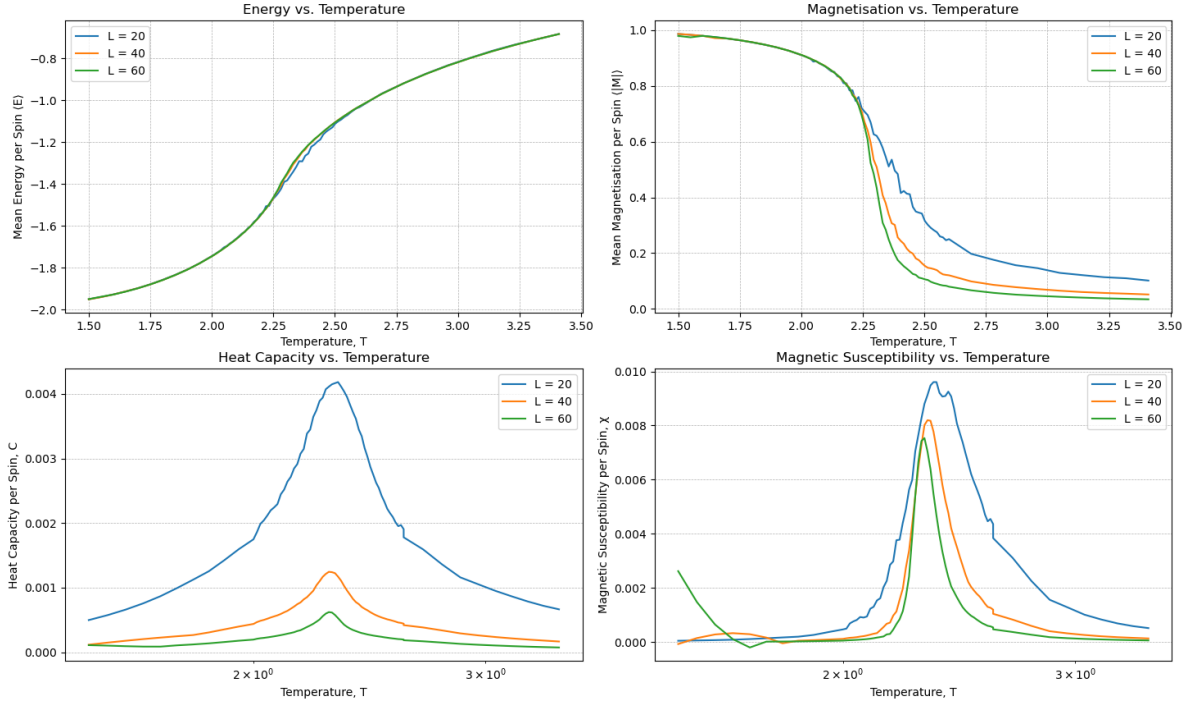 Energy vs. Temperature
Mean Energy per Spin ⟨E⟩
−0.8
−1.0
−1.2
−1.4
−1.6
−1.8
−2.0
L = 20
L = 40
L = 60
1.50 1.75 2.00 2.25 2.50 2.75 3.00 3.25 3.50
Temperature, T
Magnetisation vs. Temperature
Mean Magnetisation per Spin ⟨|M|⟩
1.0
0.8
0.6
0.4
0.2
0.0
L = 20
L = 40
L = 60
1.50 1.75 2.00 2.25 2.50 2.75 3.00 3.25 3.50
Temperature, T
Heat Capacity vs. Temperature
Heat Capacity per Spin, C
0.004
0.003
0.002
0.001
0.000
L = 20
L = 40
L = 60
2 × 10⁰ 3 × 10⁰
Temperature, T
Magnetic Susceptibility vs. Temperature
Magnetic Susceptibility per Spin, χ
0.010
0.008
0.006
0.004
0.002
0.000
L = 20
L = 40
L = 60
2 × 10⁰ 3 × 10⁰
Temperature, T